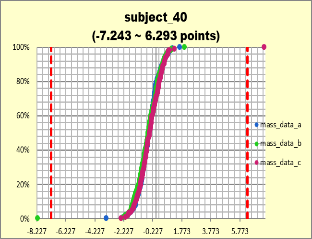 subject_40
(-7.243 ~ 6.293 points)
100%
80%
60%
40%
20%
0%
mass_data_a
mass_data_b
mass_data_c
-8.227 -6.227 -4.227 -2.227 -0.227 1.773 3.773 5.773